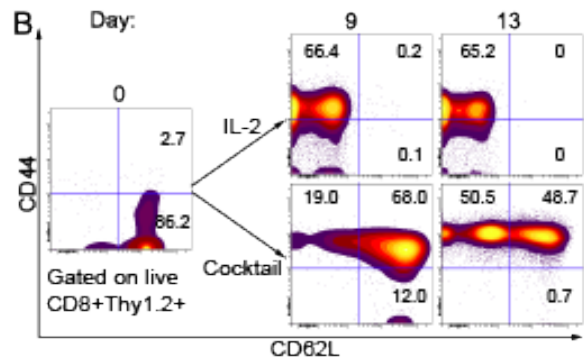 B Day: 9 13
0
66.4 0.2 65.2 0
2.7
IL-2
0.1 0
CD44
86.2
19.0 68.0 50.5 48.7
Cocktail
Gated on live
CD8+Thy1.2+
12.0 0.7
CD62L